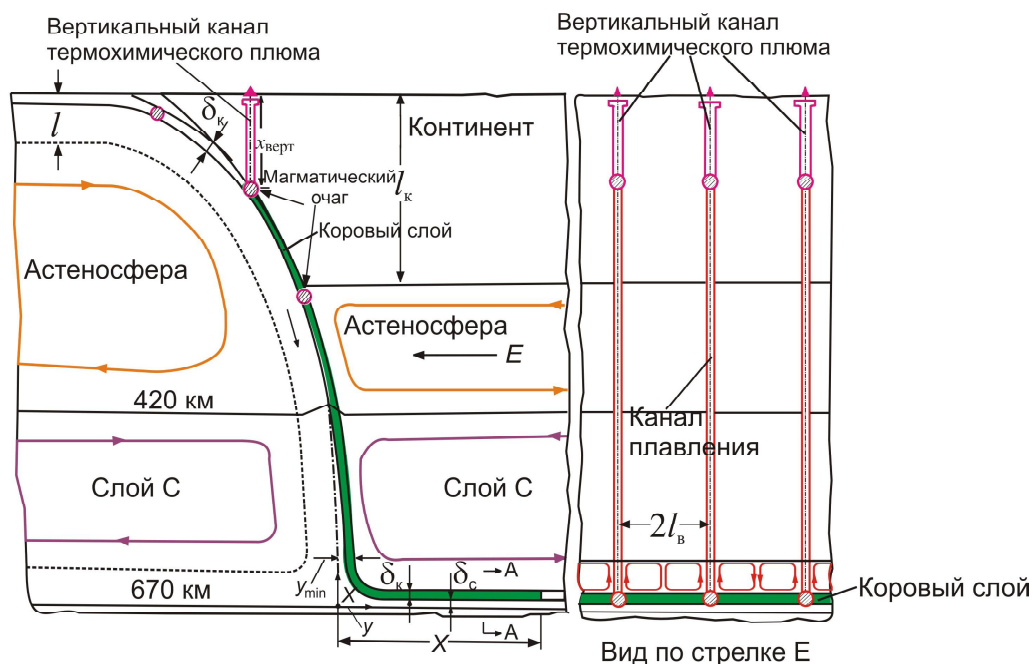 Вертикальный канал
термохимического плюма
Вертикальный канал
термохимического плюма
l
δк
xверт
Континент
lк
Магматический
очаг
Коровый слой
Астеносфера
Астеносфера
E
420 км
Канал
плавления
Слой С
Слой С
2lв
ymin
δк
δс
A
670 км
X
y
A
X
Коровый слой
Вид по стрелке Е